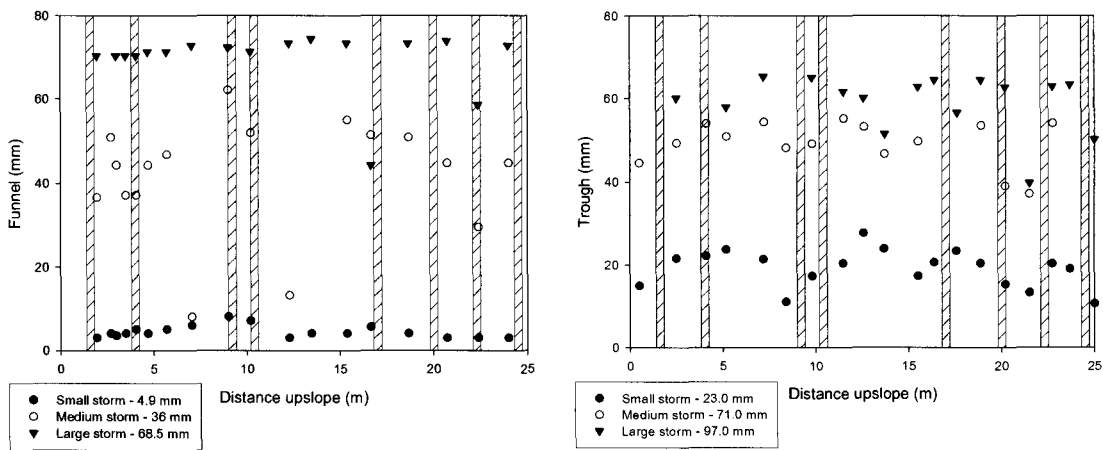 80
60
40
20
0
Funnel (mm)
0 5 10 15 20 25
Distance upslope (m)
Small storm - 4.9 mm
Medium storm - 36 mm
Large storm - 68.5 mm
80
60
40
20
0
Trough (mm)
0 5 10 15 20 25
Distance upslope (m)
Small storm - 23.0 mm
Medium storm - 71.0 mm
Large storm - 97.0 mm